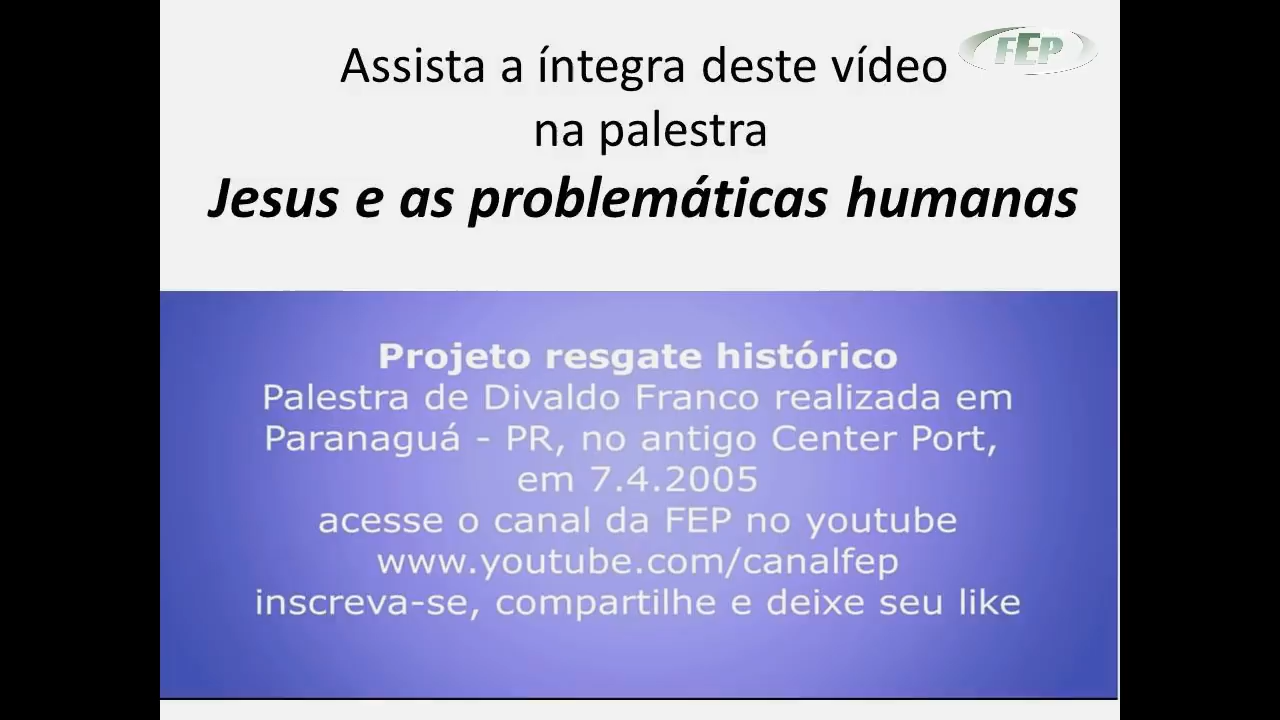 Assista a íntegra deste vídeo
FEP
na palestra
Jesus e as problemáticas humanas
Projeto resgate histórico
Palestra de Divaldo Franco realizada em
Paranaguá - PR, no antigo Center Port,
em 7.4.2005
acesse o canal da FEP no youtube
www.youtube.com/canalfep
inscreva-se, compartilhe e deixe seu like